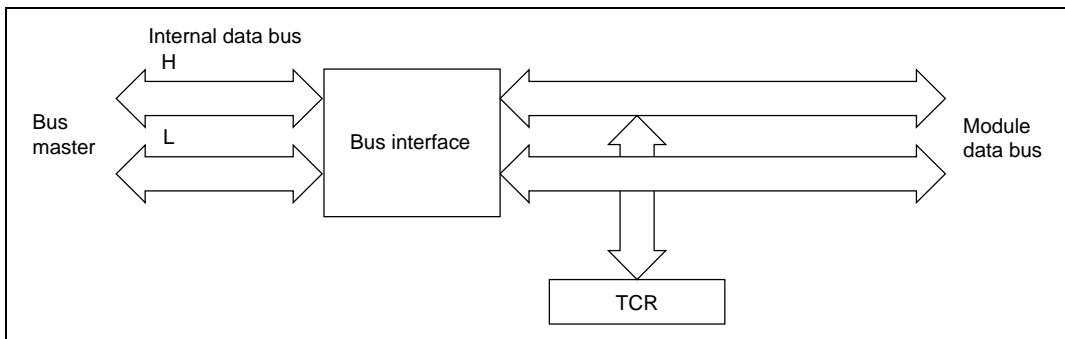 Internal data bus
H
Bus
master
L
Bus interface
Module
data bus
TCR